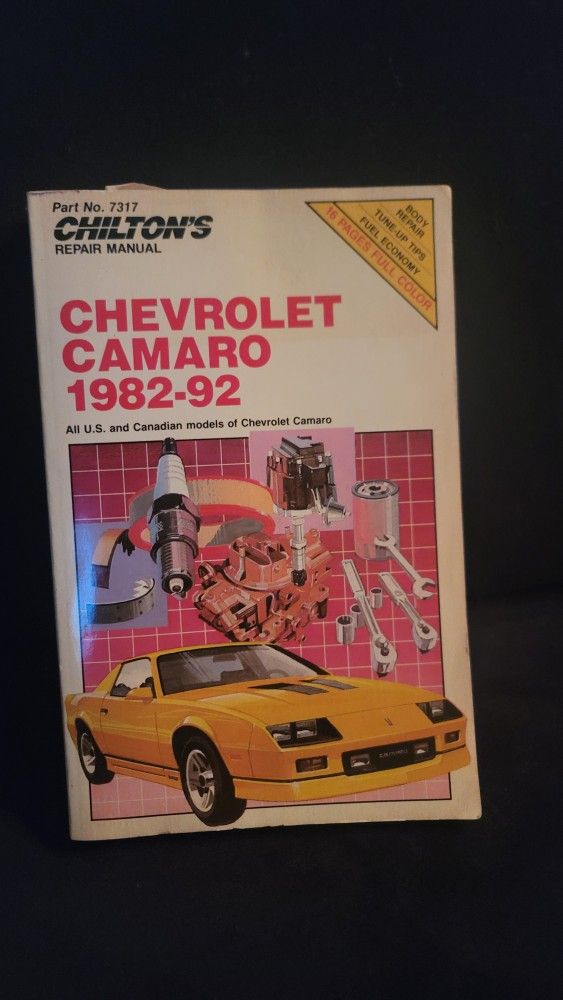 Part No. 7317
CHILTON'S
REPAIR MANUAL
BODY
REPAIR
TUNE-UP TIPS
FUEL ECONOMY
16 PAGES FULL COLOR
CHEVROLET
CAMARO
1982-92
All U.S. and Canadian models of Chevrolet Camaro